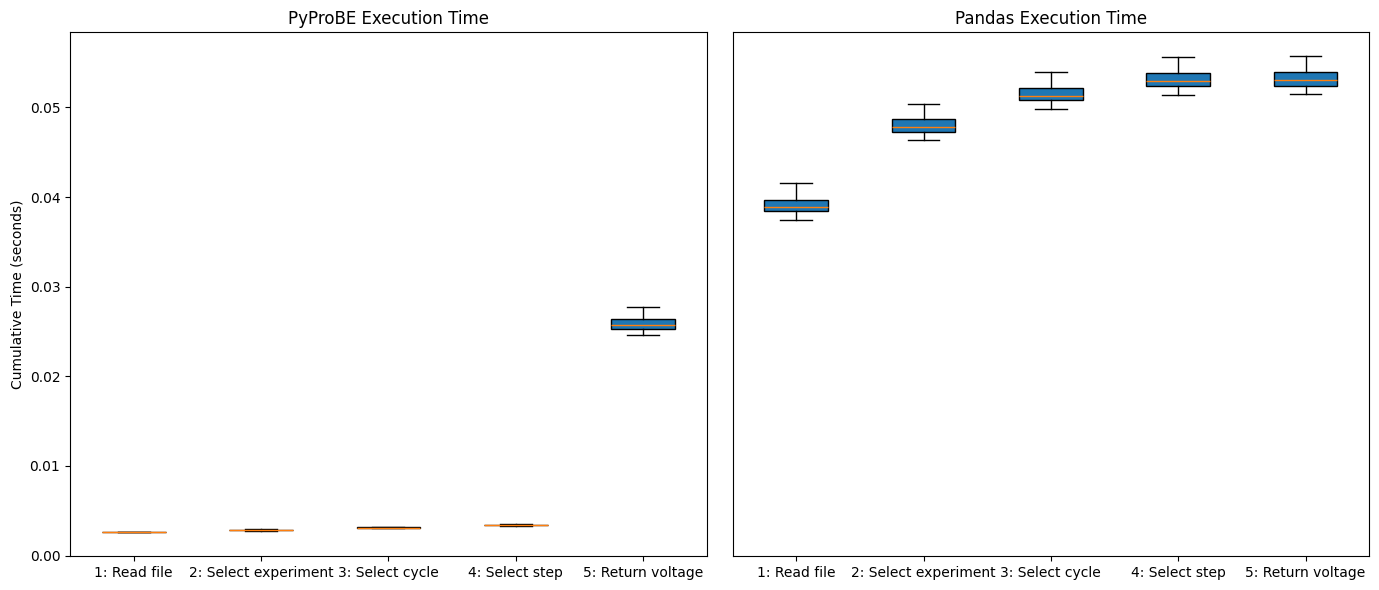 PyProBE Execution Time
Pandas Execution Time
Cumulative Time (seconds)
0.05
0.04
0.03
0.02
0.01
0.00
1: Read file 2: Select experiment 3: Select cycle 4: Select step 5: Return voltage
1: Read file 2: Select experiment 3: Select cycle 4: Select step 5: Return voltage